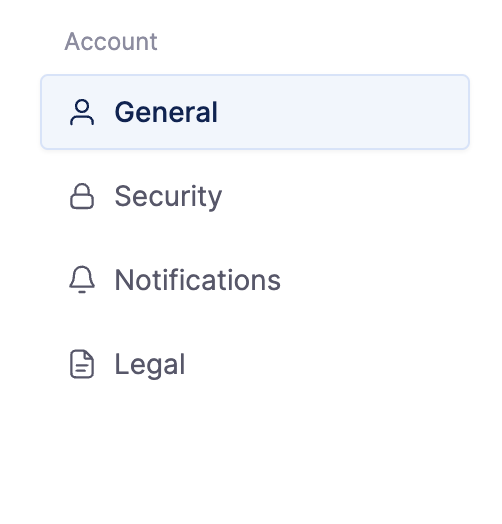 Account
General
Security
Notifications
Legal